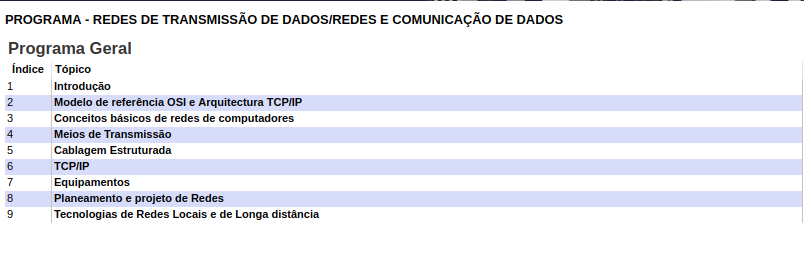 PROGRAMA - REDES DE TRANSMISSÃO DE DADOS/REDES E COMUNICAÇÃO DE DADOS
Programa Geral
Índice Tópico
1 Introdução
2 Modelo de referência OSI e Arquitectura TCP/IP
3 Conceitos básicos de redes de computadores
4 Meios de Transmissão
5 Cablagem Estruturada
6 TCP/IP
7 Equipamentos
8 Planeamento e projeto de Redes
9 Tecnologias de Redes Locais e de Longa distância